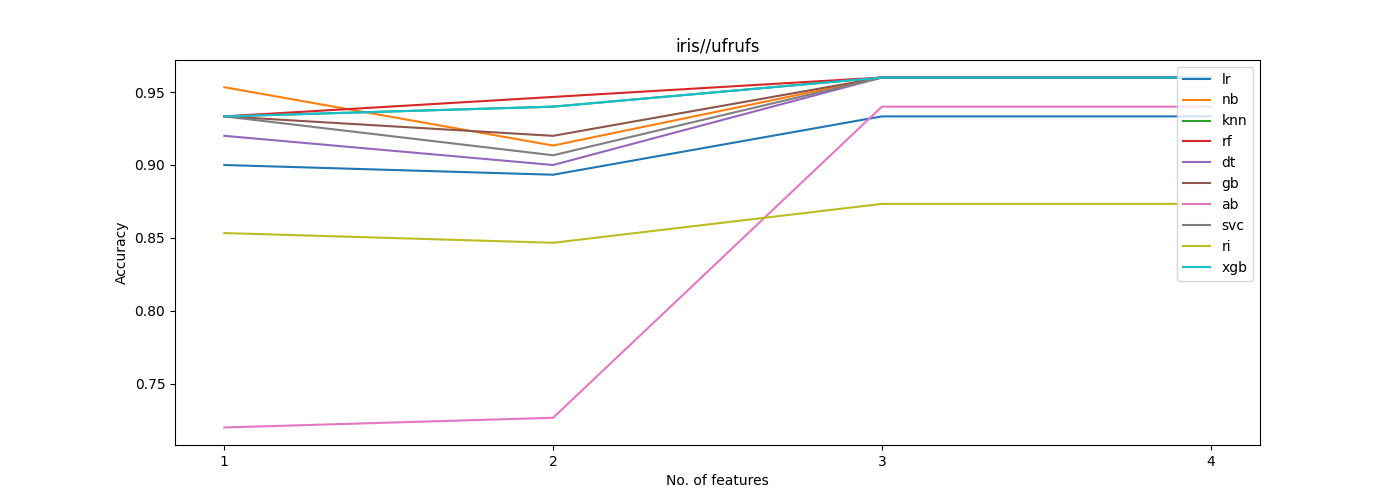 iris//ufrufs
Accuracy
0.95
0.90
0.85
0.80
0.75
1 2 3 4
No. of features
lr
nb
knn
rf
dt
gb
ab
svc
ri
xgb